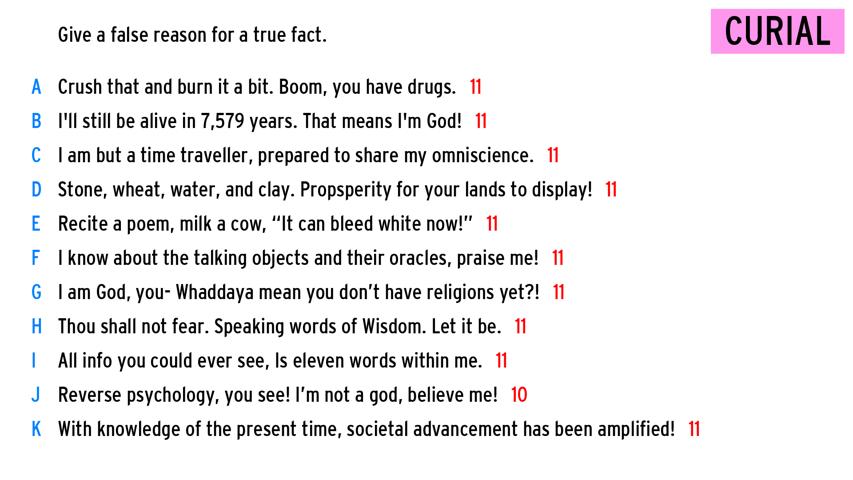 Give a false reason for a true fact.
CURIAL
A Crush that and burn it a bit. Boom, you have drugs. 11
B I'll still be alive in 7,579 years. That means I'm God! 11
C I am but a time traveller, prepared to share my omniscience. 11
D Stone, wheat, water, and clay. Propsperity for your lands to display! 11
E Recite a poem, milk a cow, “It can bleed white now!” 11
F I know about the talking objects and their oracles, praise me! 11
G I am God, you- Whaddaya mean you don’t have religions yet?! 11
H Thou shall not fear. Speaking words of Wisdom. Let it be. 11
I All info you could ever see, Is eleven words within me. 11
J Reverse psychology, you see! I’m not a god, believe me! 10
K With knowledge of the present time, societal advancement has been amplified! 11